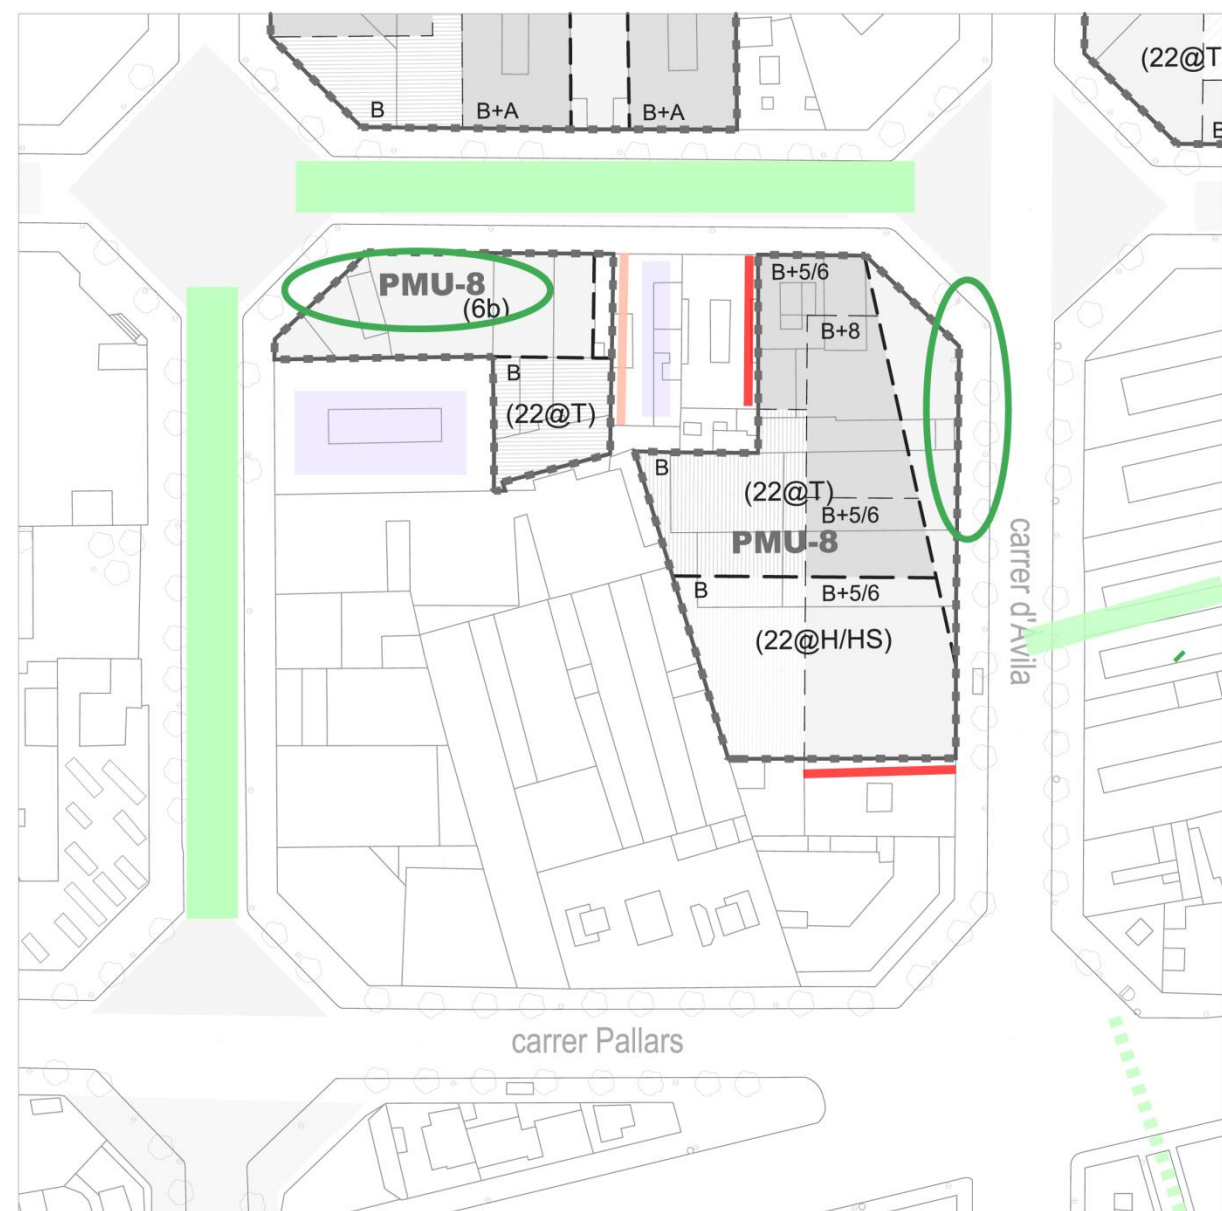 (22@T
B
B+A
B+A
B
B+5/6
PMU-8
(6b)
B+8
B
(22@T)
B
(22@T)
B+5/6
PMU-8
B
B+5/6
(22@H/HS)
carrer d'Avila
carrer Pallars